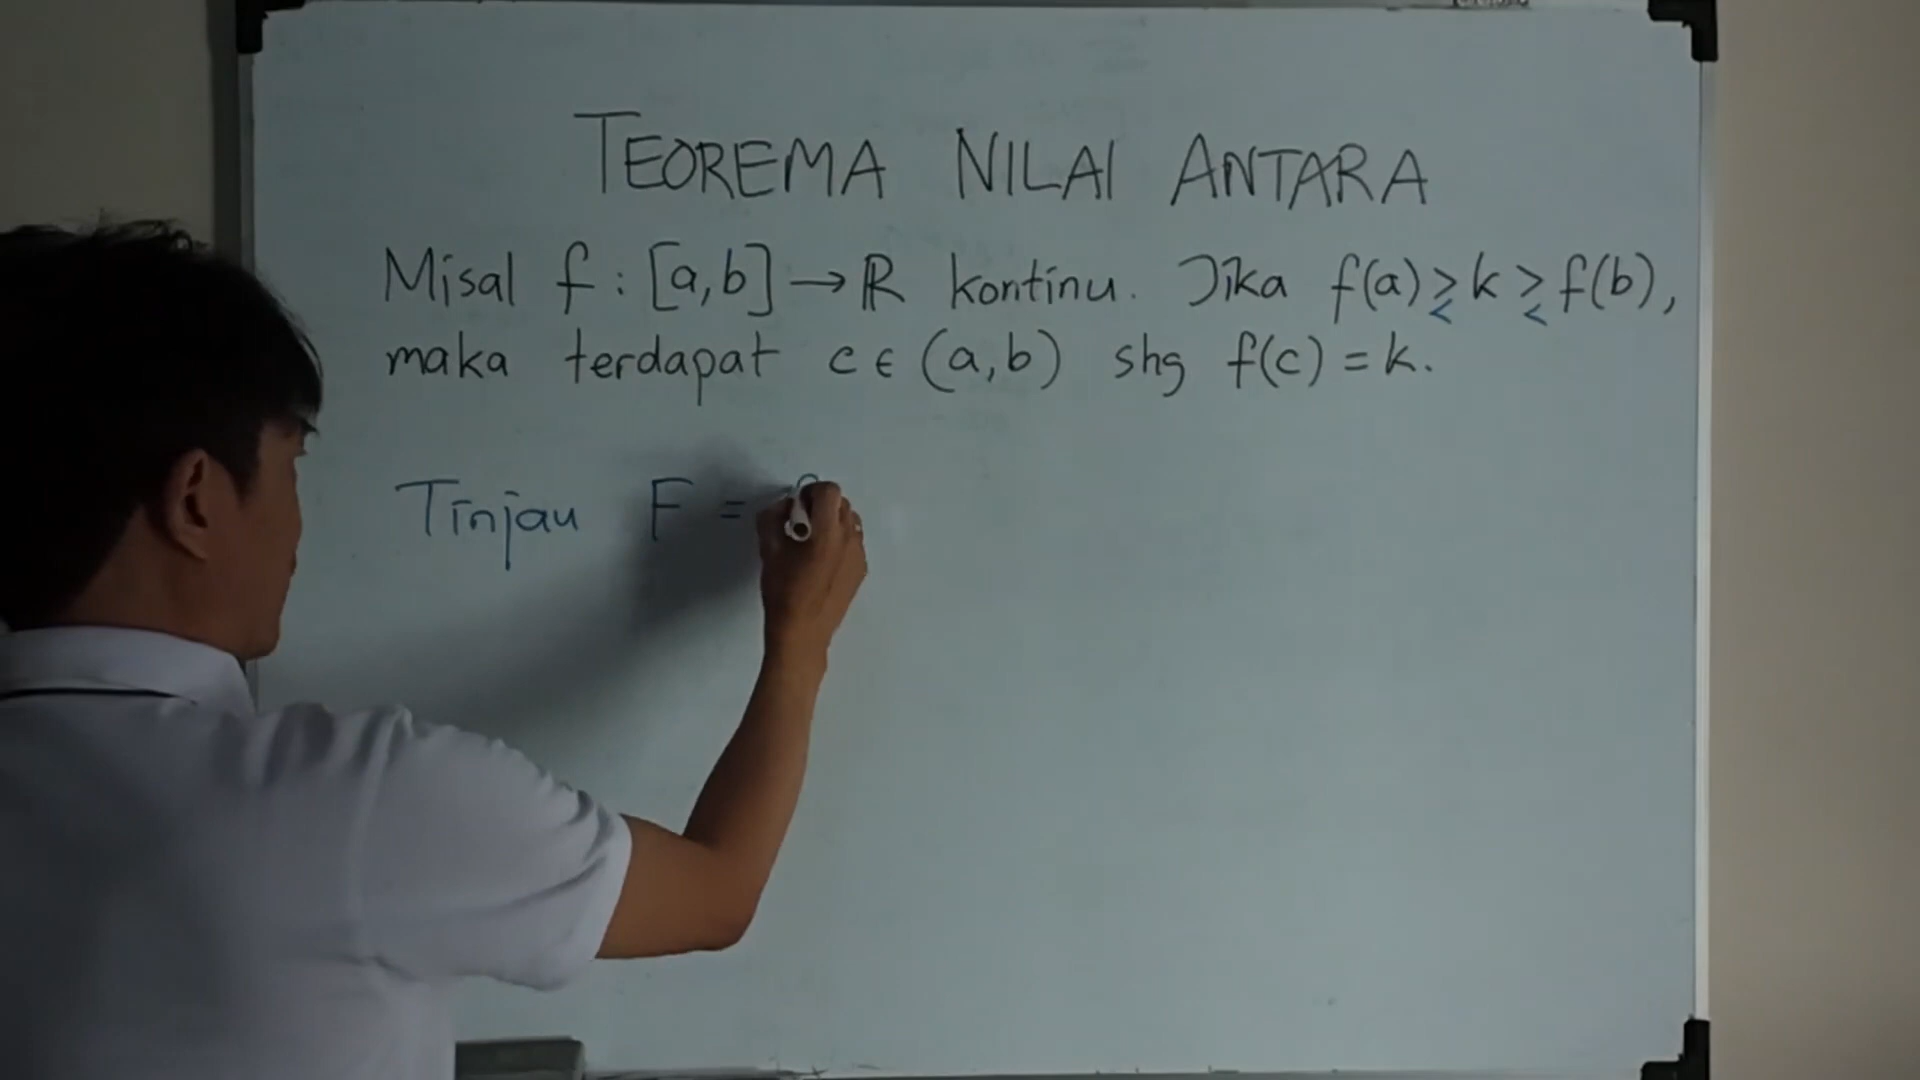 TEOREMA NILAI ANTARA
Misal f : [a,b] → ℝ kontinu. Jika f(a) ≥ k ≥ f(b),
< <
maka terdapat c ∈ (a,b) shg f(c) = k.
Tinjau F =